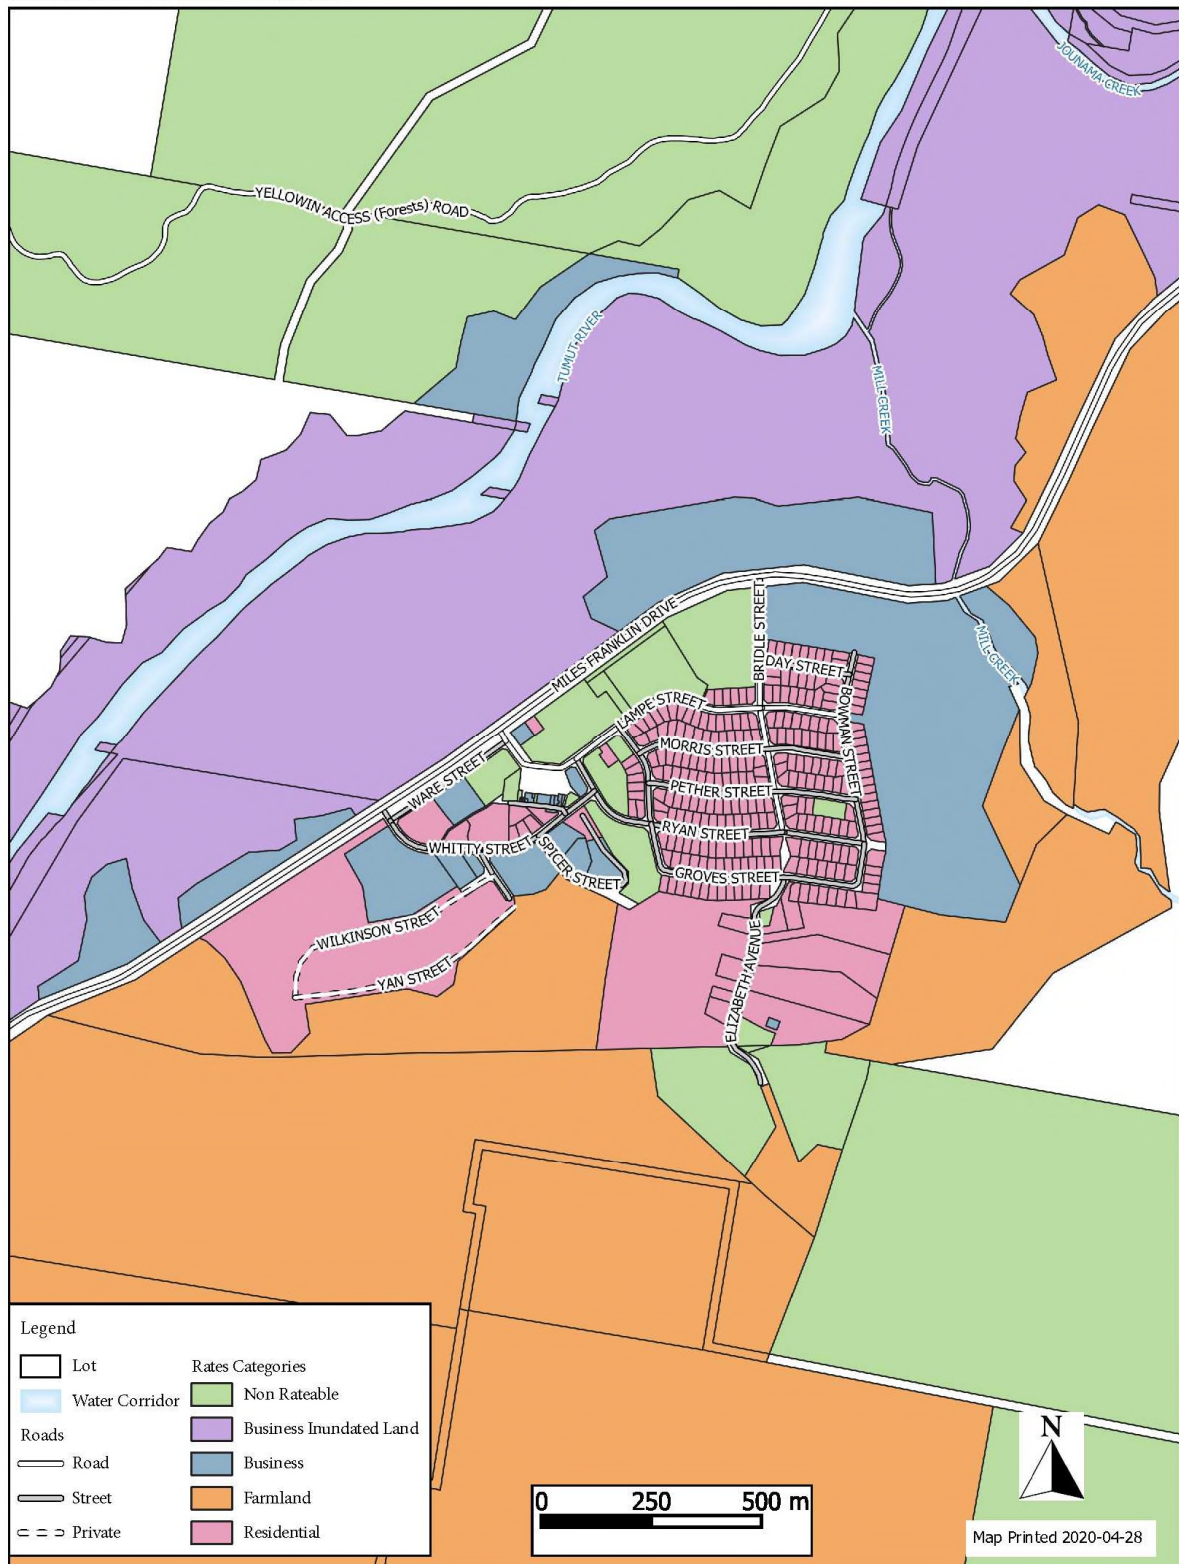 JOUNAMA CREEK
YELLOWIN ACCESS (Forests) ROAD
TUMUT RIVER
MILL CREEK
MILES FRANKLIN DRIVE
BRIDLE STREET
MILL CREEK
DAY STREET
BOWMAN STREET
LAMPE STREET
MORRIS STREET
WARE STREET
PETHER STREET
RYAN STREET
WHITTY STREET
SPICER STREET
GROVES STREET
WILKINSON STREET
YAN STREET
ELIZABETH AVENUE
Legend
Lot
Water Corridor
Roads
Road
Street
Private
Rates Categories
Non Rateable
Business Inundated Land
Business
Farmland
Residential
0 250 500 m
N
Map Printed 2020-04-28